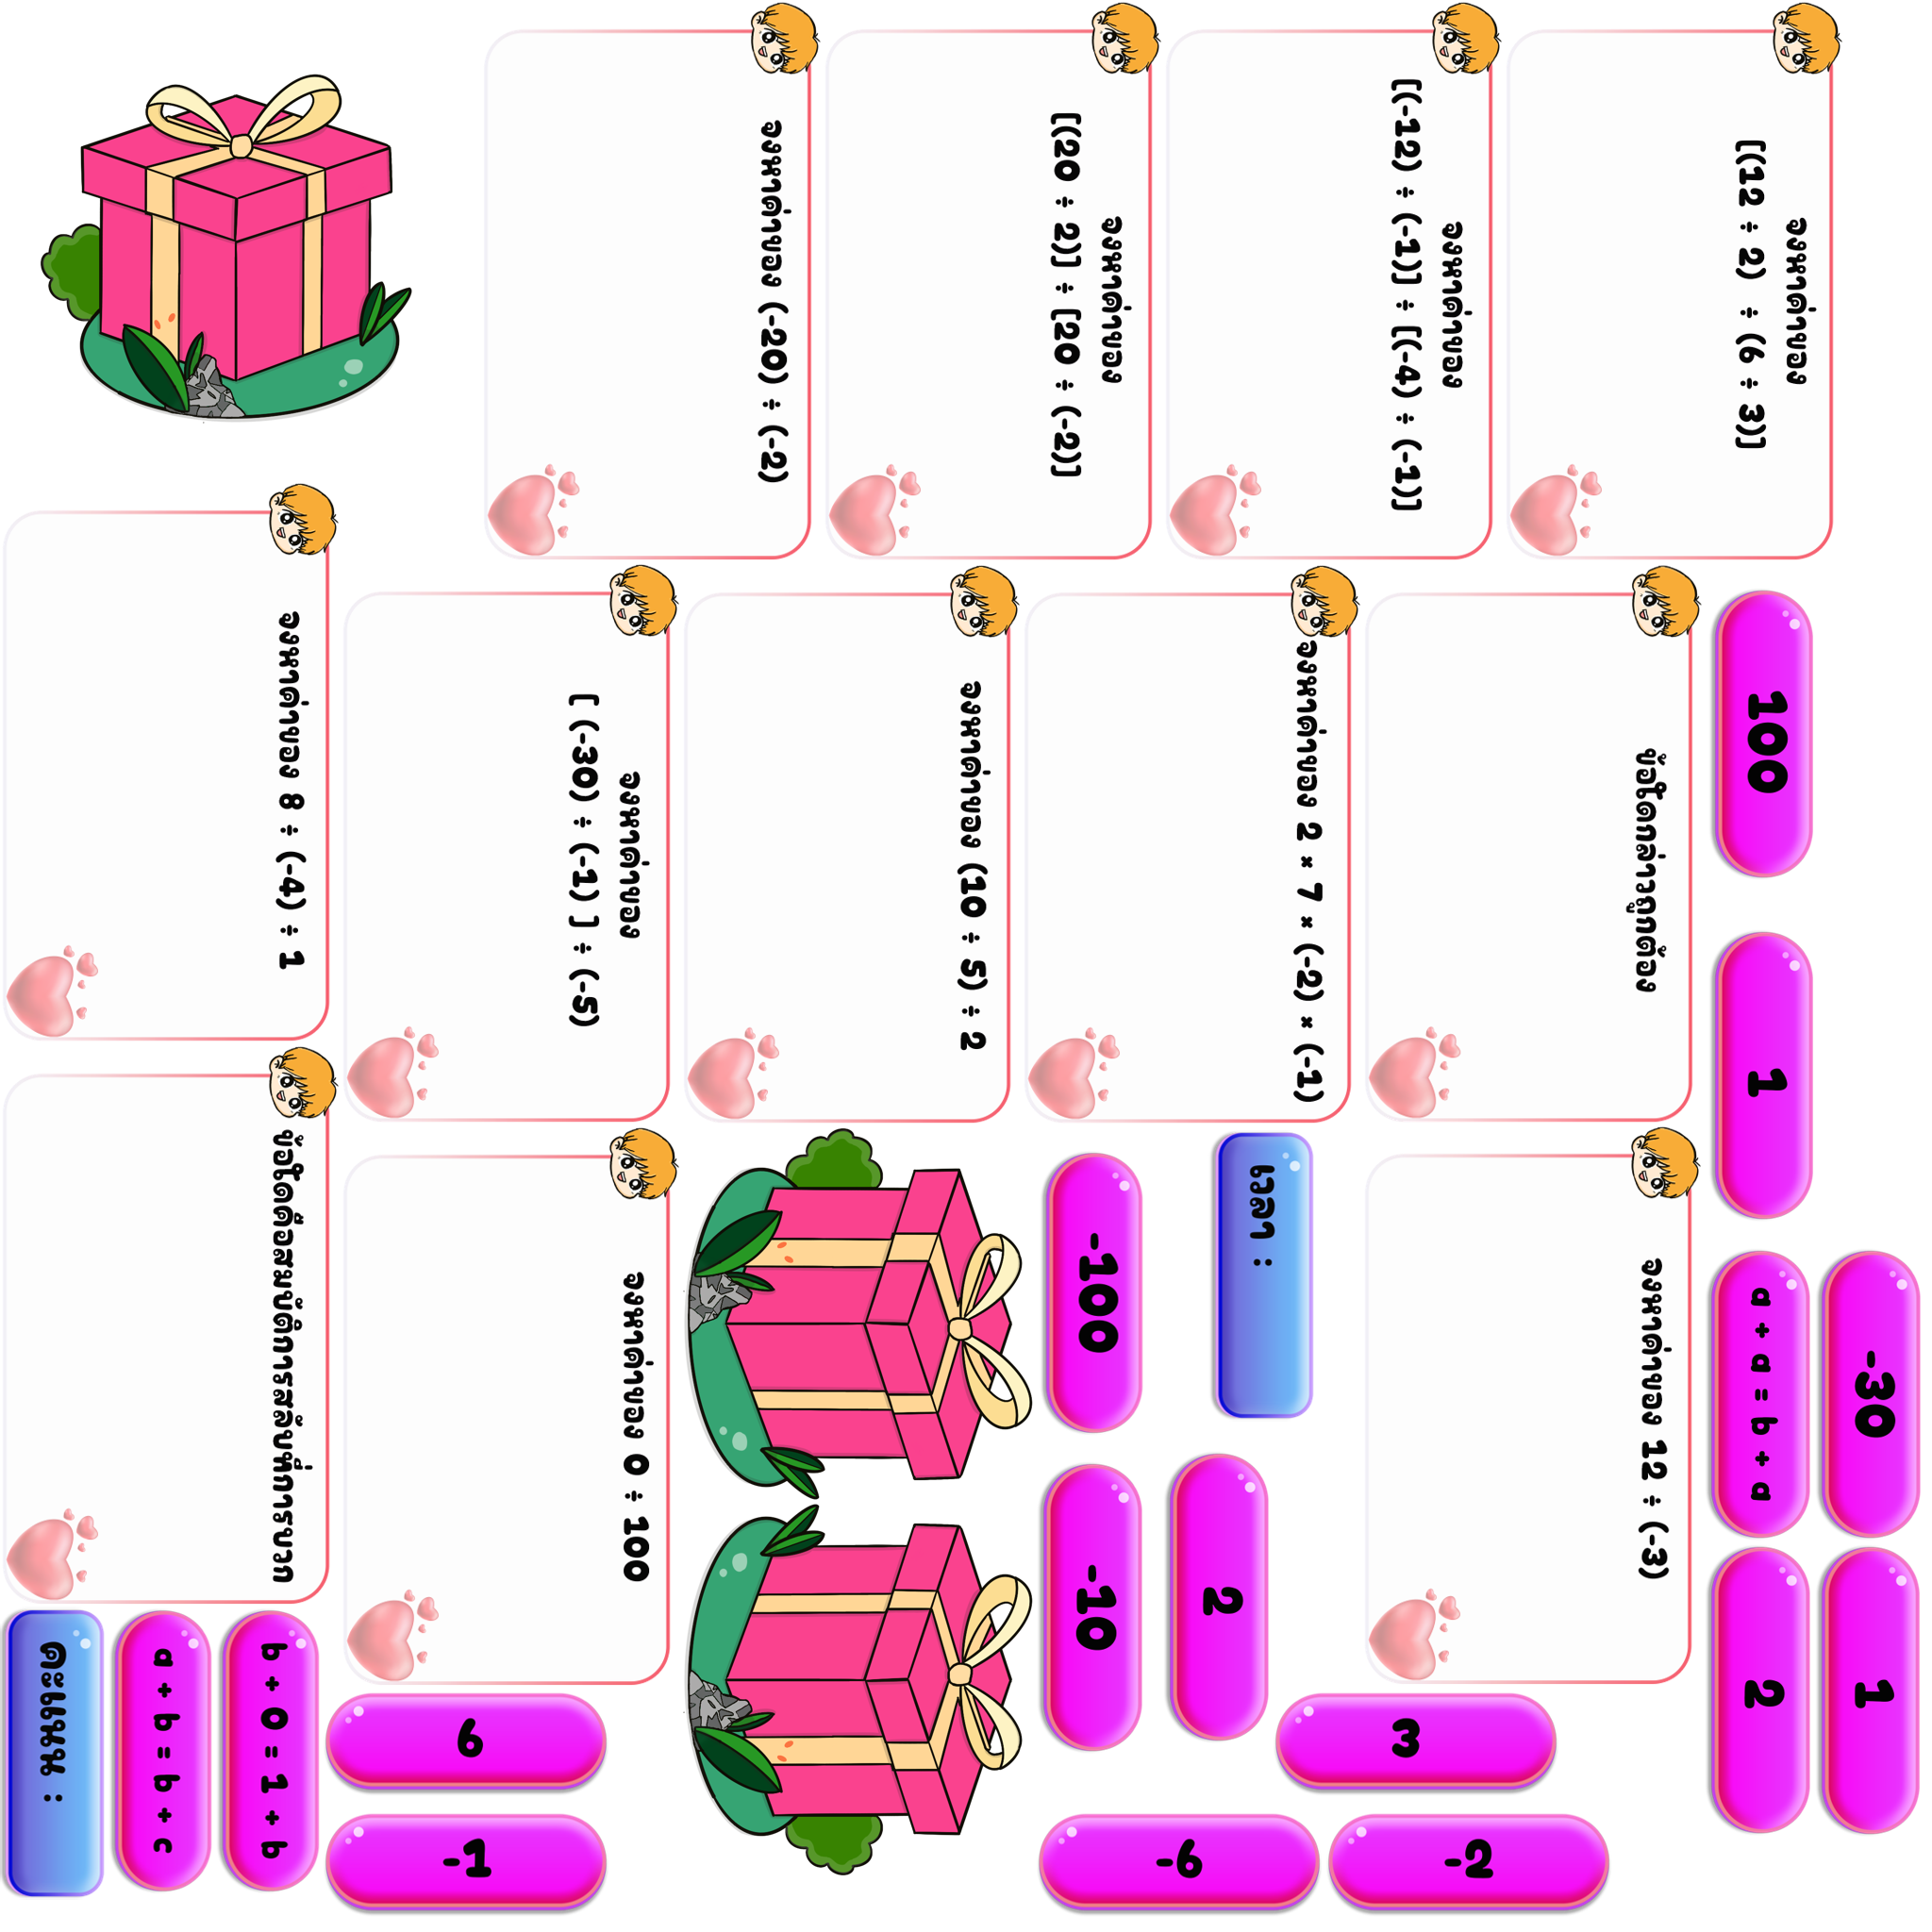 จงหาค่าของ (-20) ÷ (-2)
จงหาค่าของ
[(20 ÷ 2)] ÷ [20 ÷ (-2)]
จงหาค่าของ
[(-12) ÷ (-1)] ÷ [(-4) ÷ (-1)]
จงหาค่าของ
[(12 ÷ 2) ÷ (6 ÷ 3)]
จงหาค่าของ 8 ÷ (-4) ÷ 1
จงหาค่าของ
[ (-30) ÷ (-1) ] ÷ (-5)
จงหาค่าของ (10 ÷ 5) ÷ 2
จงหาค่าของ 2 × 7 × (-2) × (-1)
ข้อใดกล่าวถูกต้อง
100
1
ข้อใดคือสมบัติการสลับที่การบวก
จงหาค่าของ 0 ÷ 100
-100
เวลา :
จงหาค่าของ 12 ÷ (-3)
a + a = b + a
-30
-10
2
2
1
คะแนน :
a + b = b + c
b + 0 = 1 + b
6
3
-1
-6
-2